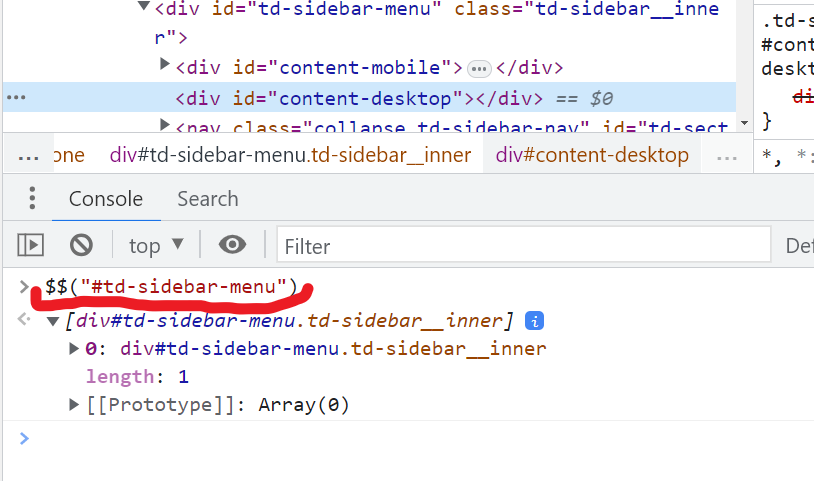 <div id="td-sidebar-menu" class="td-sidebar__inne
r">
<div id="content-mobile"> … </div>
… <div id="content-desktop"></div> == $0
<nav class="collapse td-sidebar-nav" id="td-sect
.td-s
#cont
deskt
di
}
… one div#td-sidebar-menu.td-sidebar__inner div#content-desktop …
*, *:
Console Search
top Filter Def
> $$("#td-sidebar-menu")
[div#td-sidebar-menu.td-sidebar__inner] i
0: div#td-sidebar-menu.td-sidebar__inner
length: 1
[[Prototype]]: Array(0)
>